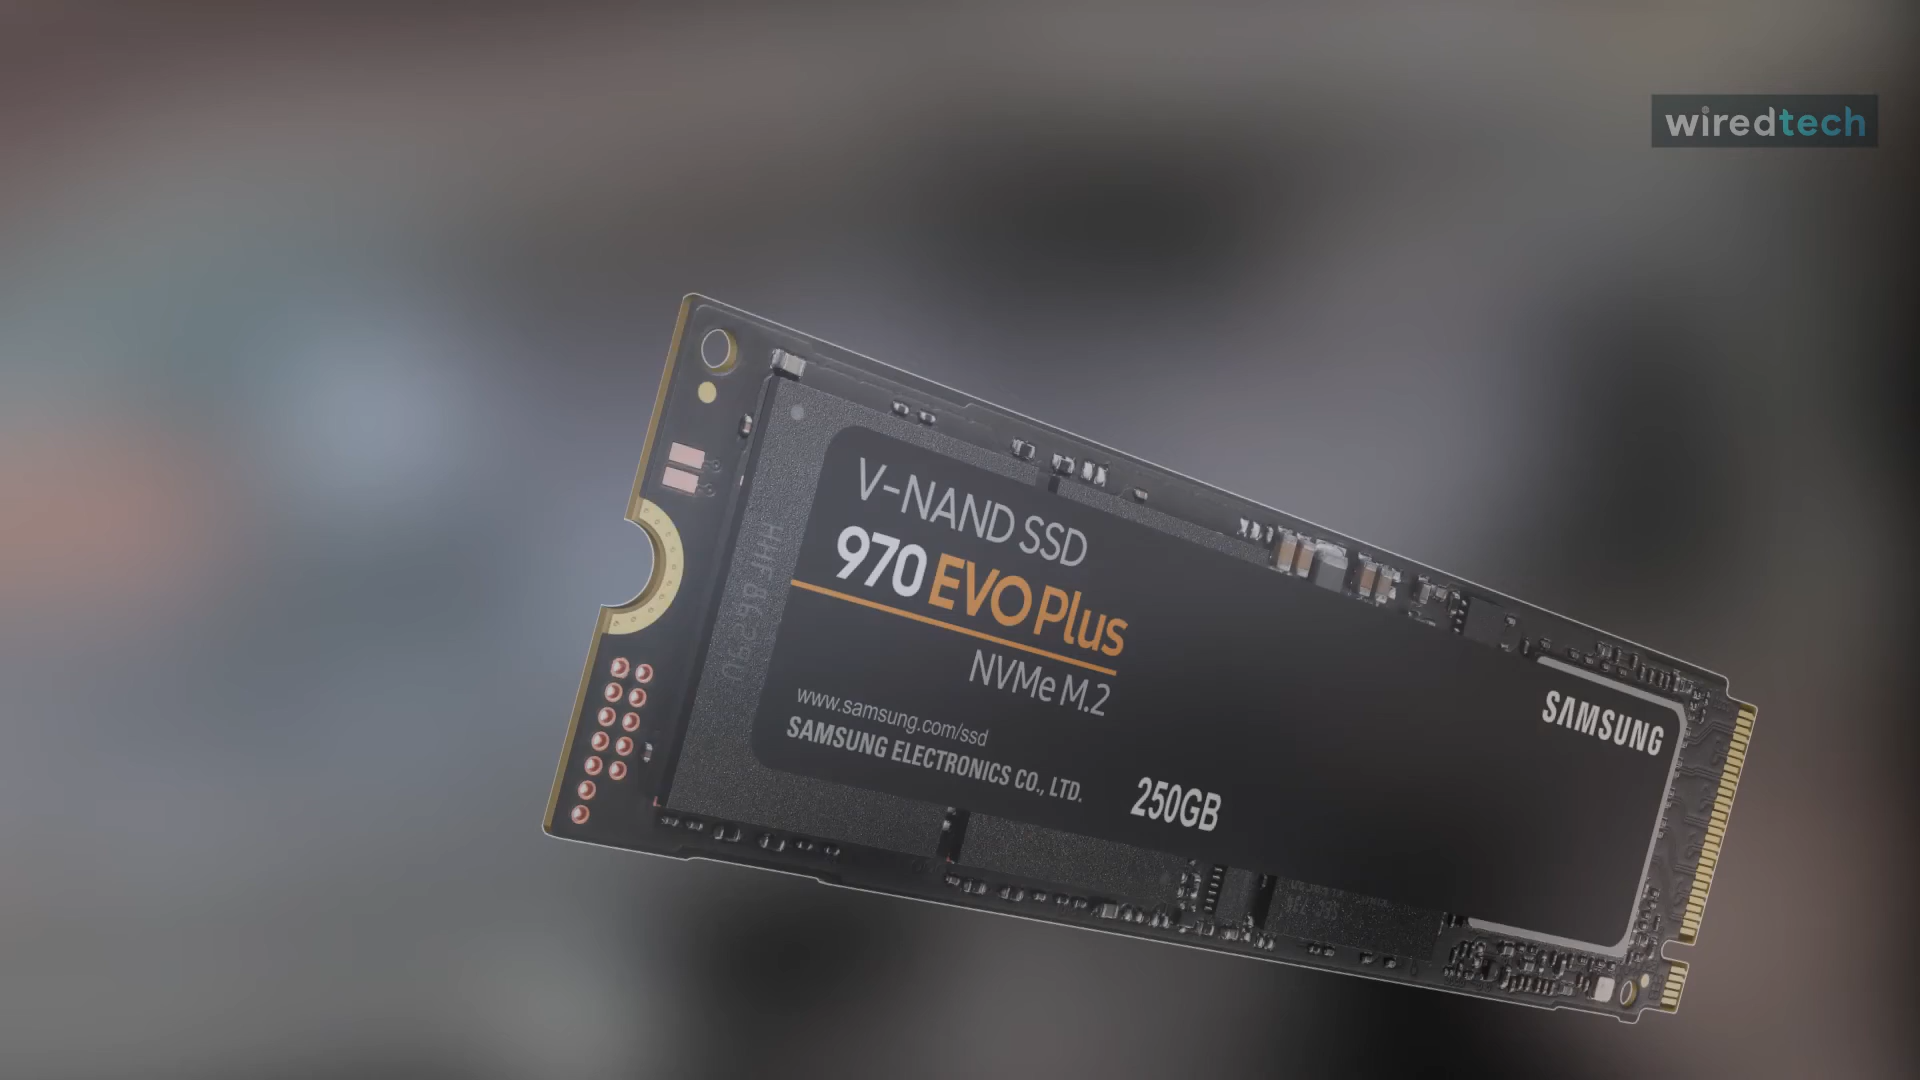 wiredtech
V-NAND SSD
970 EVO Plus
NVMe M.2
www.samsung.com/ssd
SAMSUNG ELECTRONICS CO., LTD.
250GB
SAMSUNG